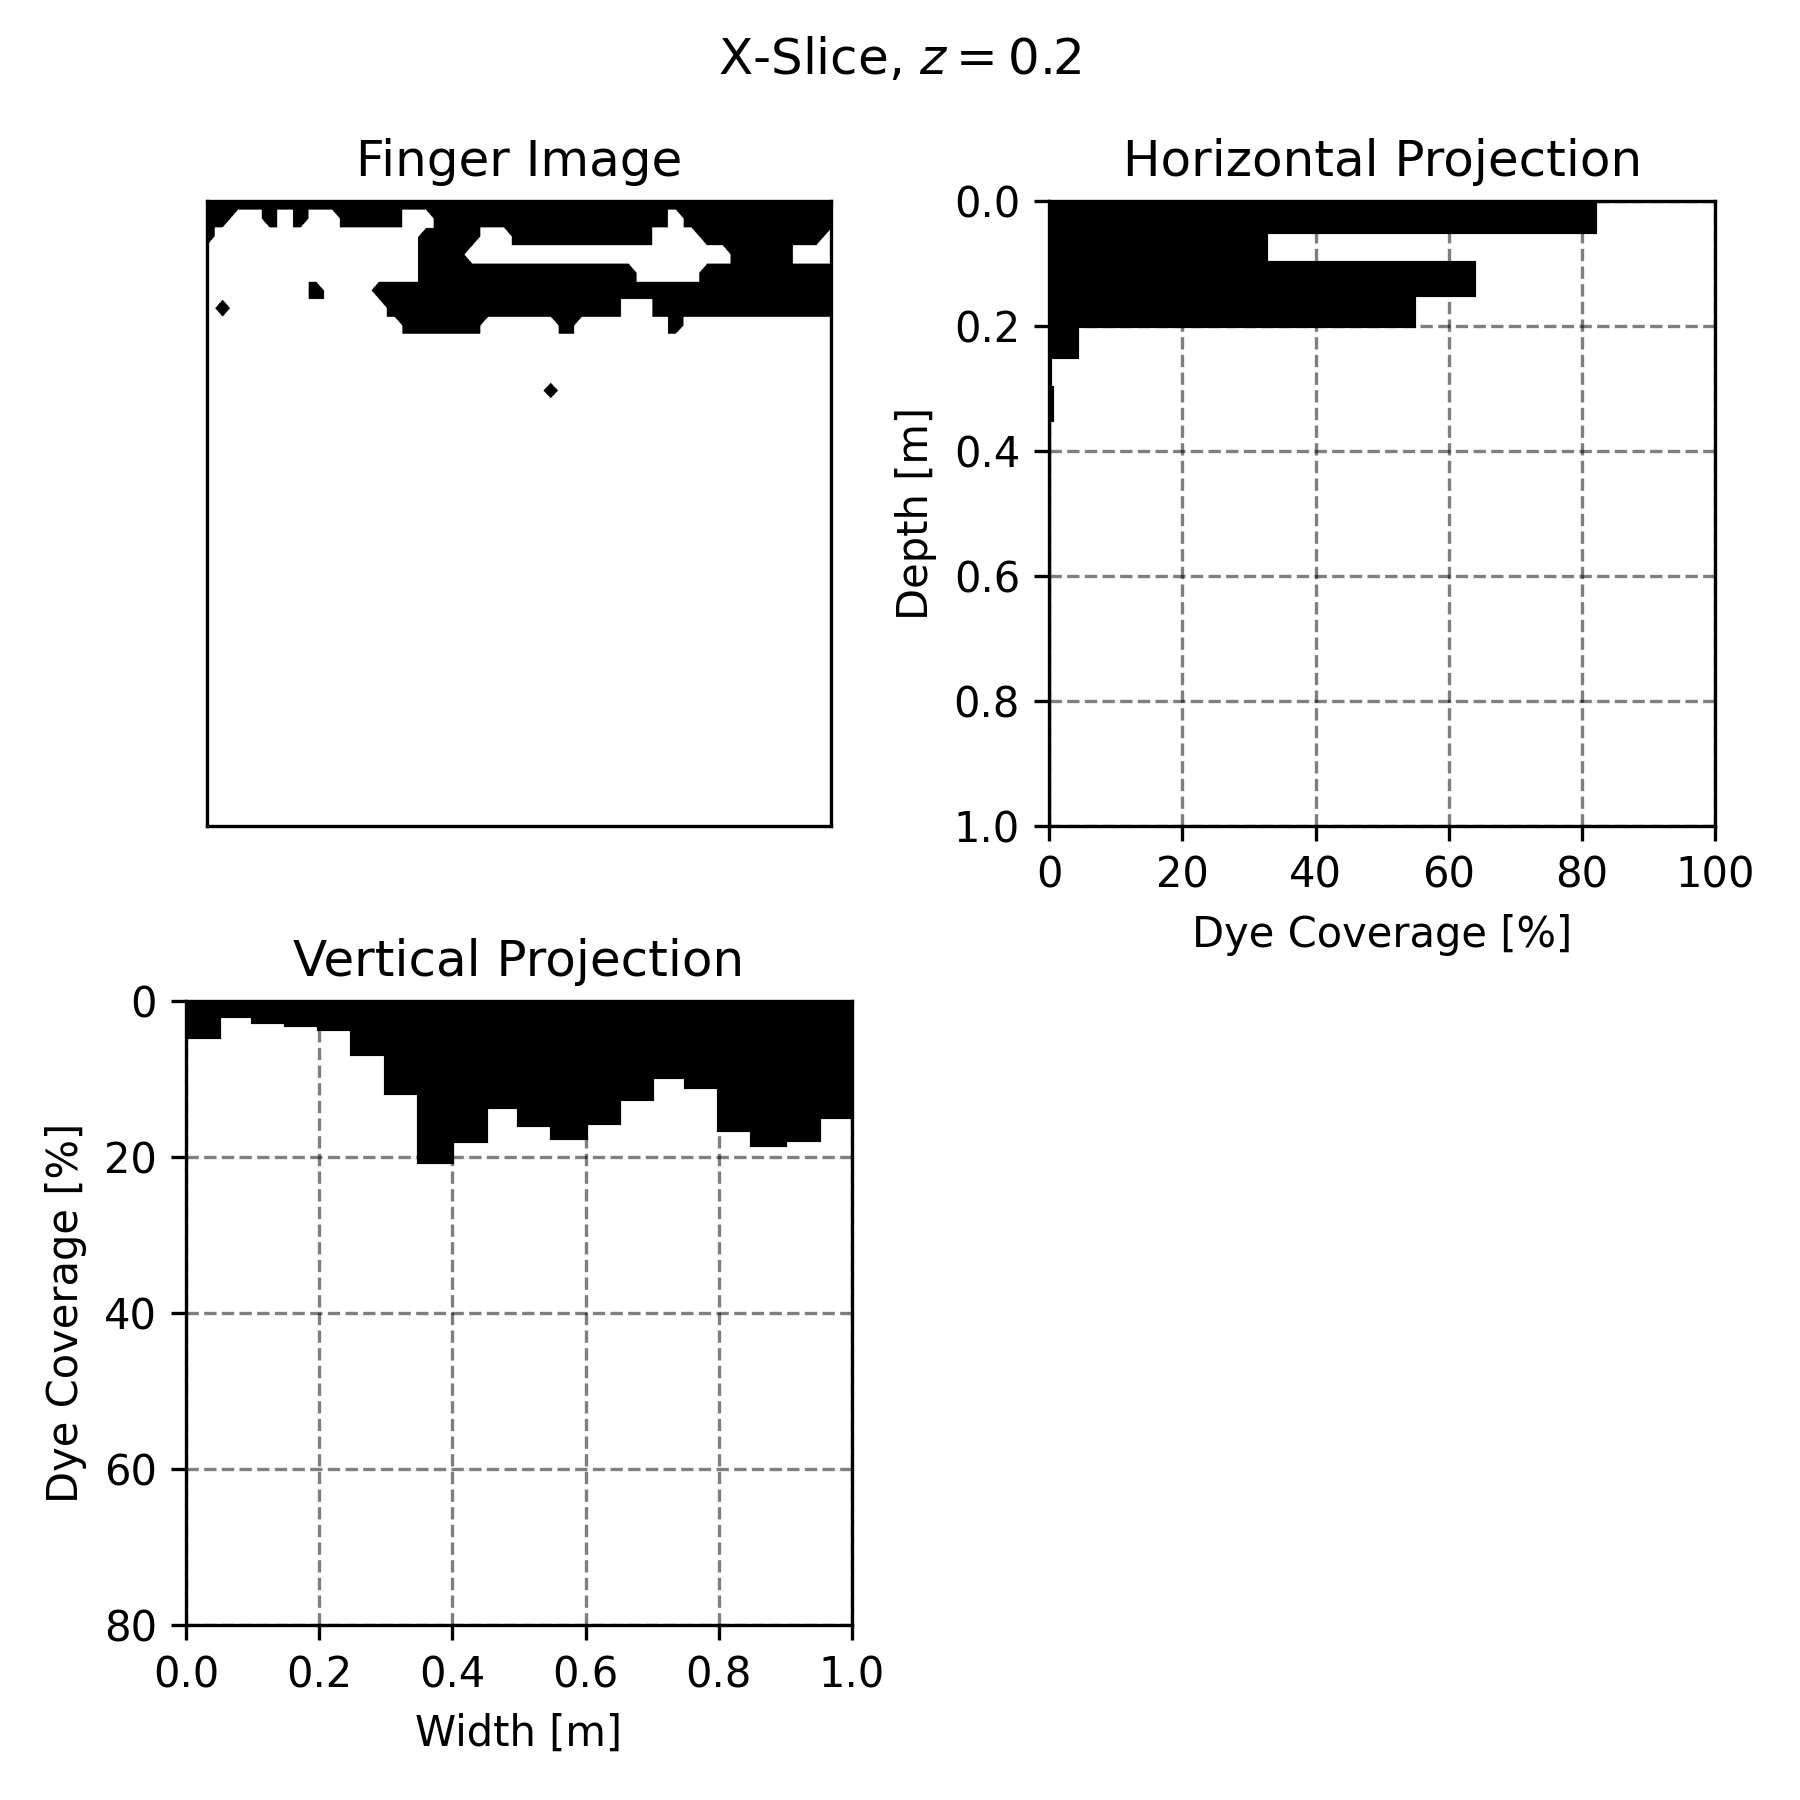 X-Slice, z = 0.2
Finger Image
Horizontal Projection
0.0
0.2
0.4
0.6
0.8
1.0
Depth [m]
0 20 40 60 80 100
Dye Coverage [%]
Vertical Projection
0
20
40
60
80
Dye Coverage [%]
0.0 0.2 0.4 0.6 0.8 1.0
Width [m]